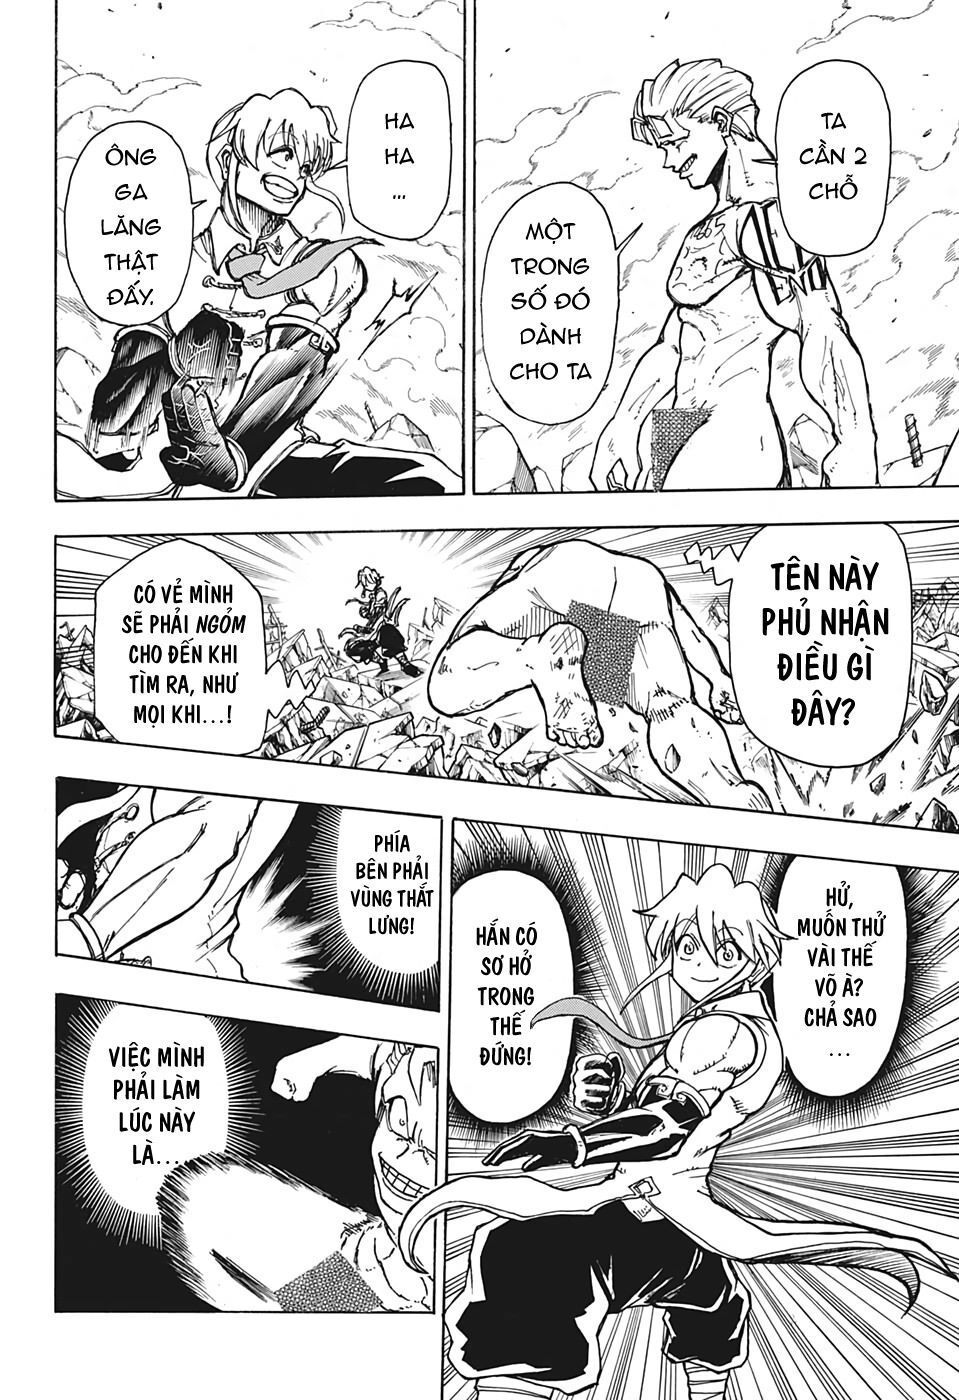 TA
CẦN 2
CHỖ
MỘT
TRONG
SỐ ĐÓ
DÀNH
CHO TA
HA
HA
...
ÔNG
GA
LĂNG
THẬT
ĐẤY.
TÊN NÀY
PHỦ NHẬN
ĐIỀU GÌ
ĐÂY?
CÓ VẺ MÌNH
SẼ PHẢI NGỎM
CHO ĐẾN KHI
TÌM RA, NHƯ
MỌI KHI...!
HỬ,
MUỐN THỬ
VÀI THẾ
VÕ À?
CHẢ SAO
...
HẮN CÓ
SƠ HỞ
TRONG
THẾ
ĐỨNG!
PHÍA
BÊN PHẢI
VÙNG THẮT
LƯNG!
VIỆC MÌNH
PHẢI LÀM
LÚC NÀY
LÀ...